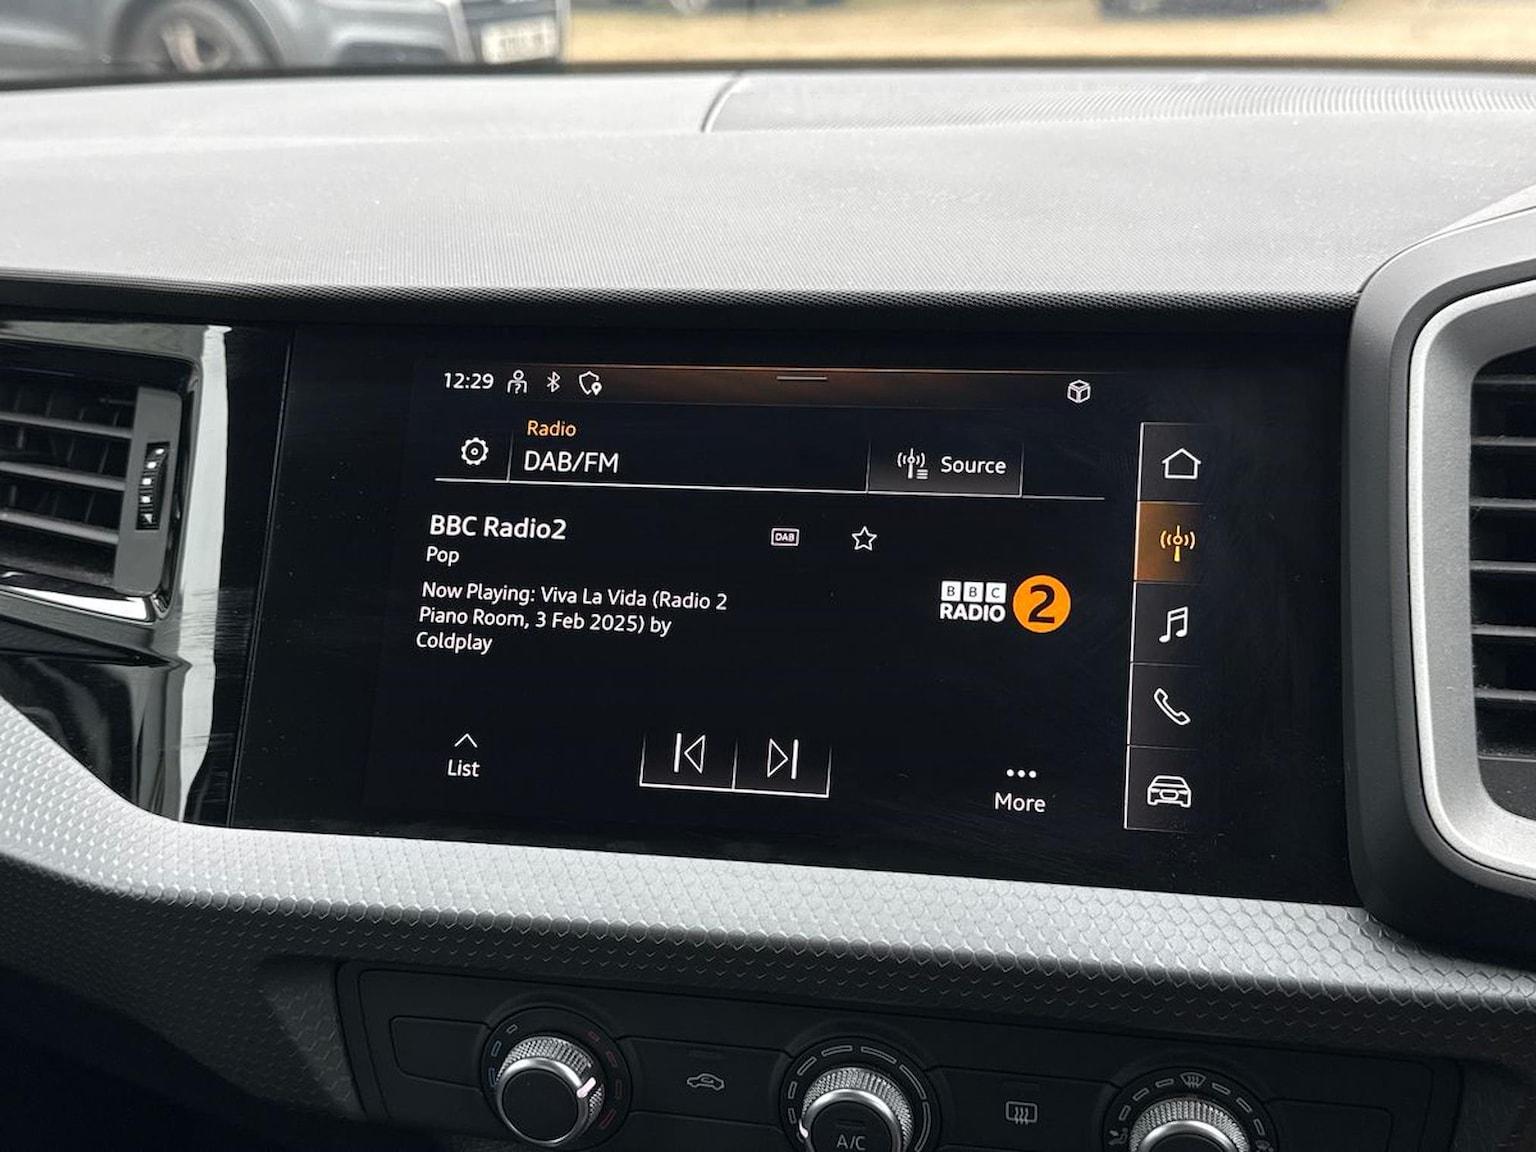 12:29
Radio
DAB/FM
Source
BBC Radio2
DAB
Pop
Now Playing: Viva La Vida (Radio 2
Piano Room, 3 Feb 2025) by
Coldplay
BBC
RADIO 2
List
More
A/C